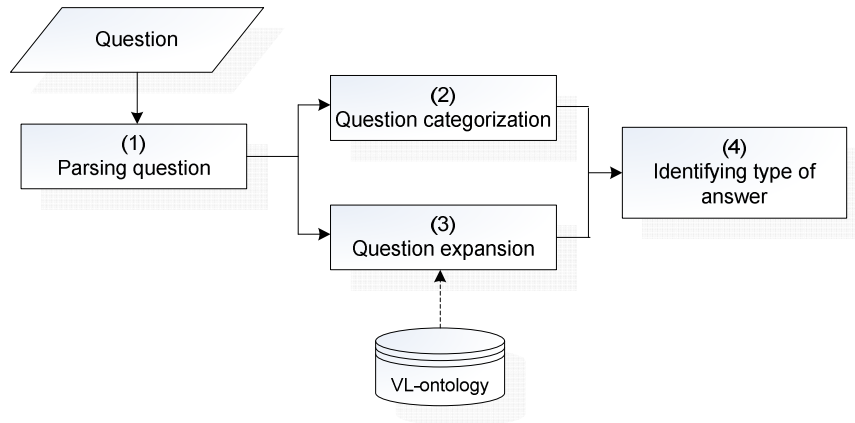 Question
(1)
Parsing question
(2)
Question categorization
(3)
Question expansion
(4)
Identifying type of
answer
VL-ontology